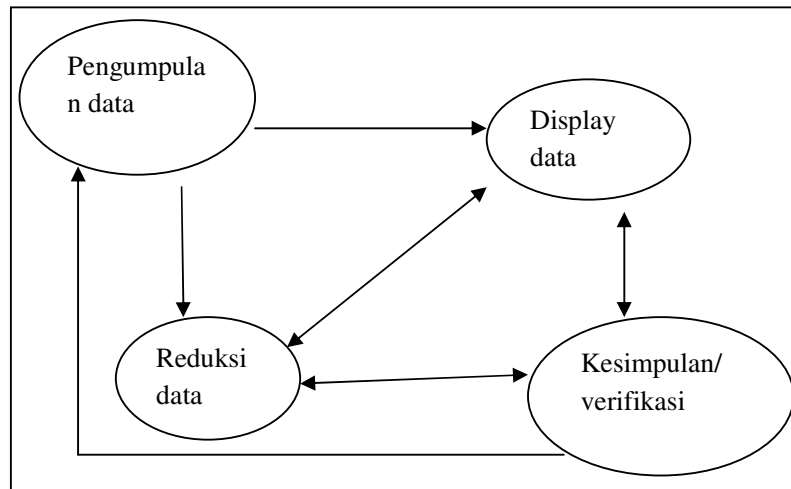 Pengumpula
n data
Display
data
Reduksi
data
Kesimpulan/
verifikasi